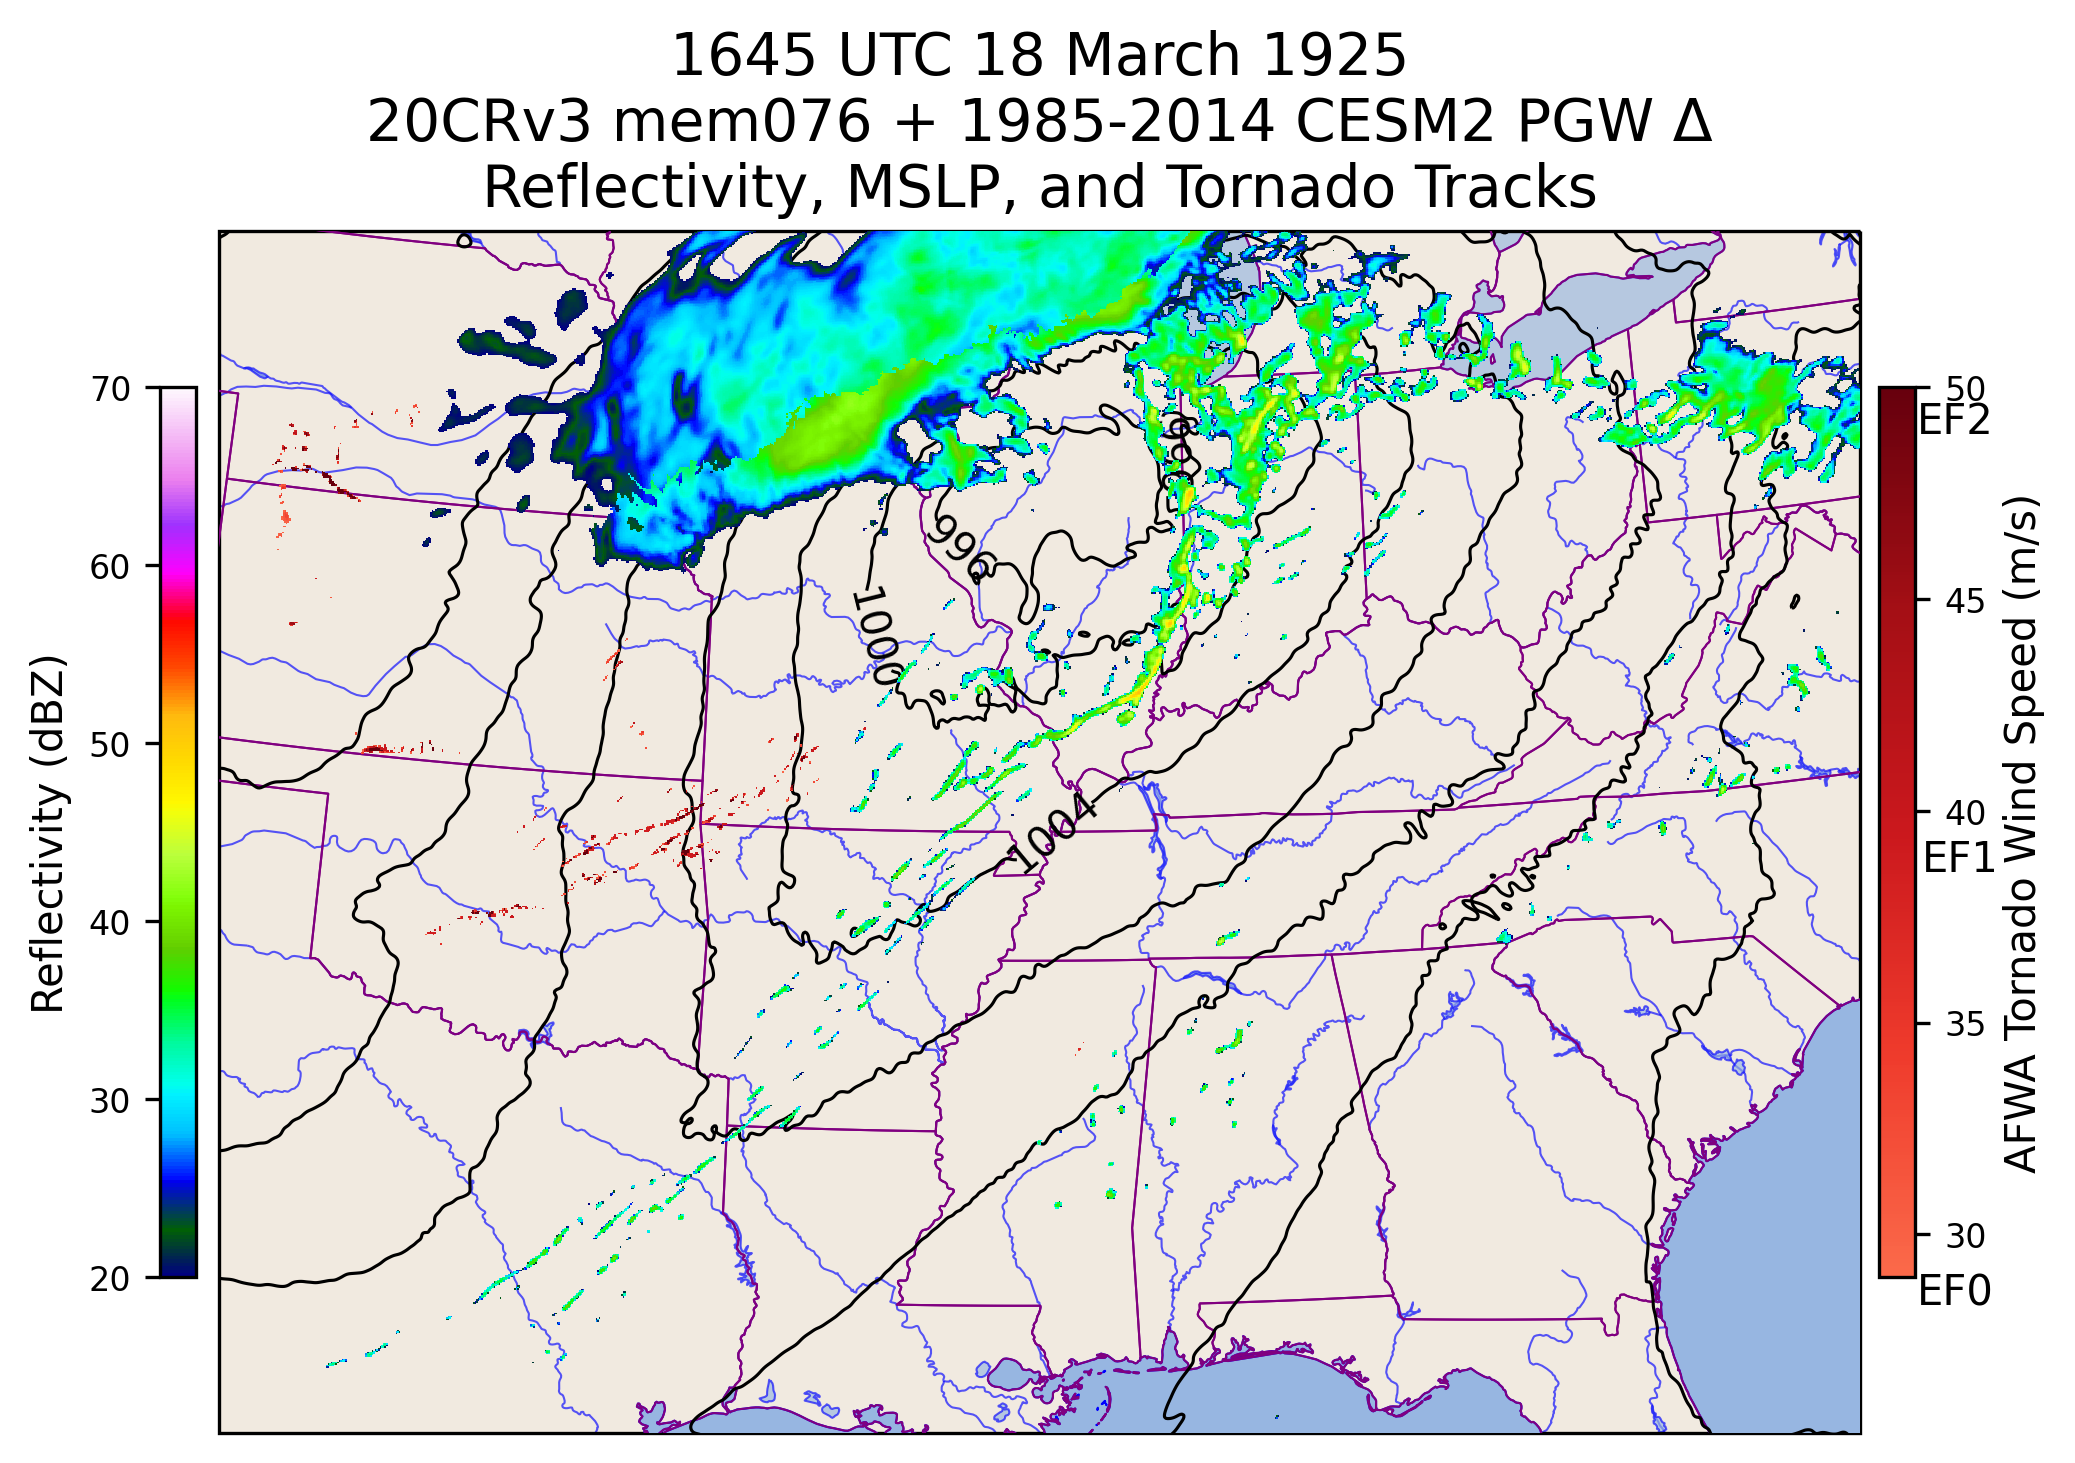 1645 UTC 18 March 1925
20CRv3 mem076 + 1985-2014 CESM2 PGW Δ
Reflectivity, MSLP, and Tornado Tracks
70
60
50
40
30
20
Reflectivity (dBZ)
996
996
1000
1004
50
EF2
45
40
EF1
35
30
EF0
AFWA Tornado Wind Speed (m/s)